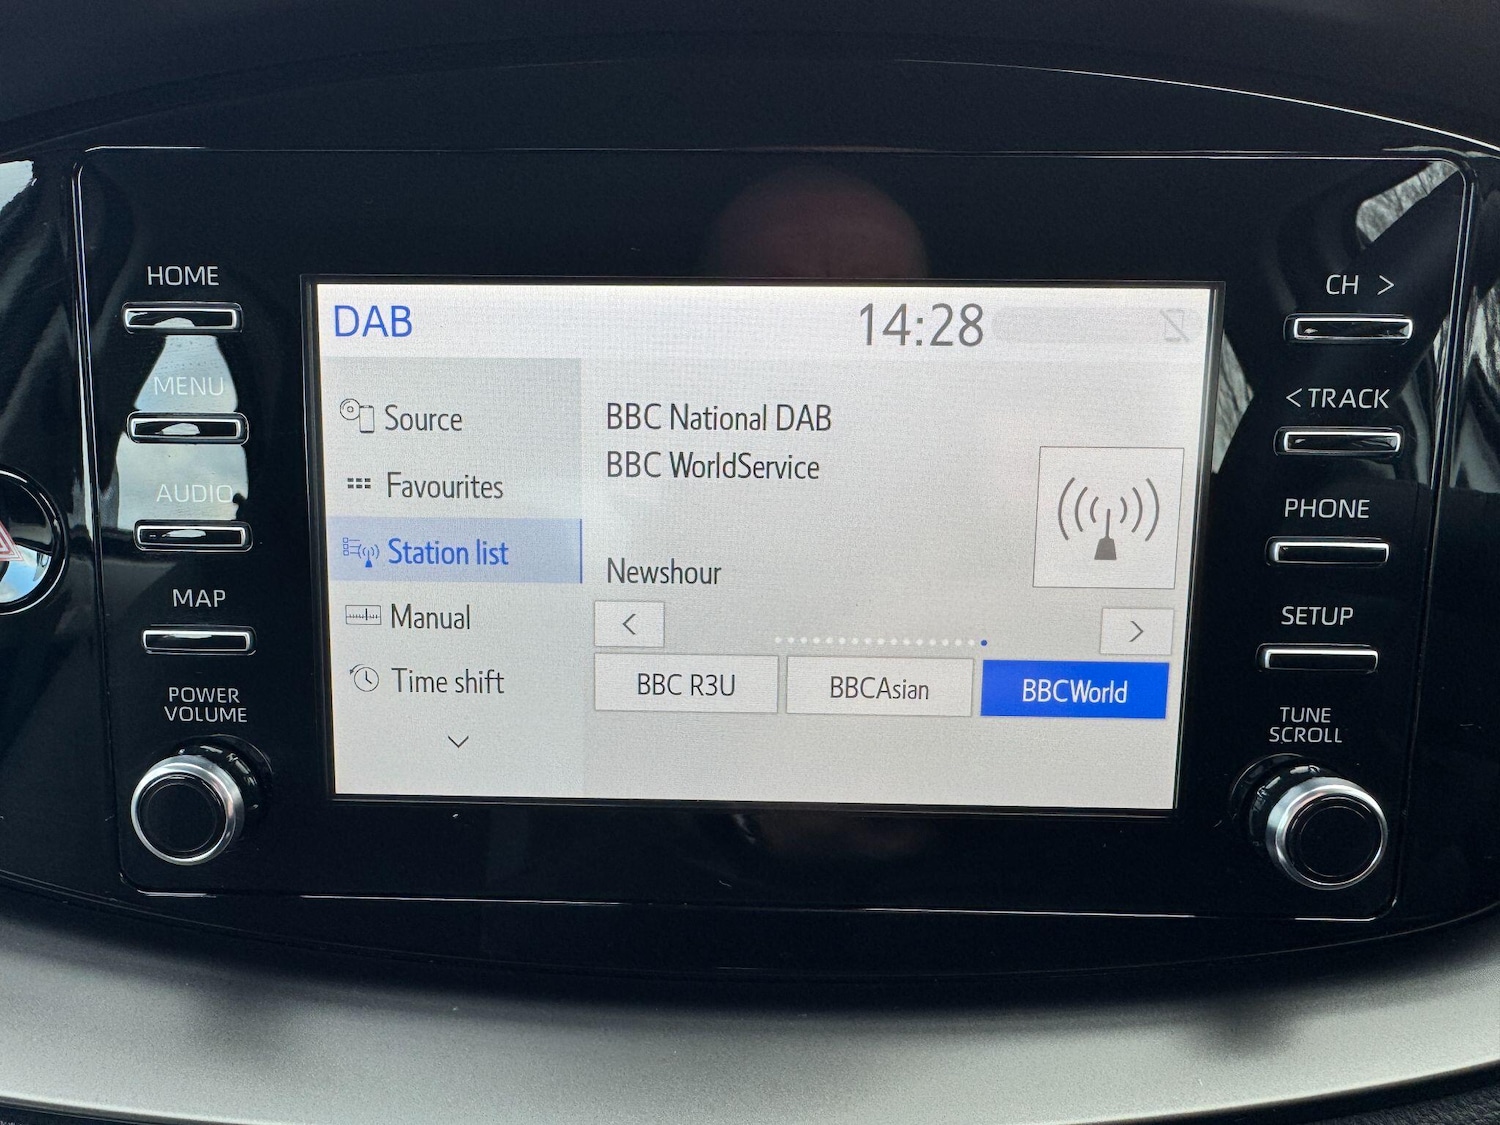 HOME
MENU
AUDIO
MAP
POWER
VOLUME
DAB
14:28
Source
Favourites
Station list
Manual
Time shift
BBC National DAB
BBC WorldService
Newshour
<
>
BBC R3U
BBCAsian
BBCWorld
CH >
< TRACK
PHONE
SETUP
TUNE
SCROLL